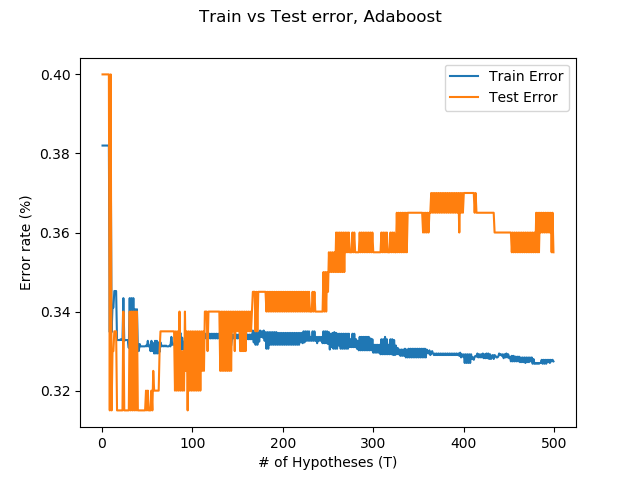 Train vs Test error, Adaboost
Train Error
Test Error
Error rate (%)
0.40
0.38
0.36
0.34
0.32
0
100
200
300
400
500
# of Hypotheses (T)